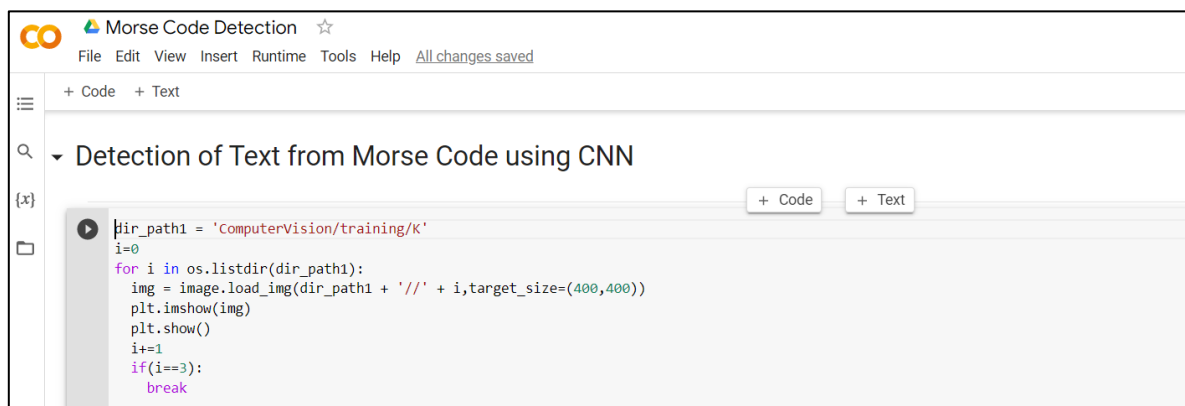 CO
Morse Code Detection
File Edit View Insert Runtime Tools Help All changes saved
+ Code + Text
Detection of Text from Morse Code using CNN
{x}
+ Code + Text
dir_path1 = 'ComputerVision/training/K'
i=0
for i in os.listdir(dir_path1):
  img = image.load_img(dir_path1 + '//' + i,target_size=(400,400))
  plt.imshow(img)
  plt.show()
  i+=1
  if(i==3):
    break